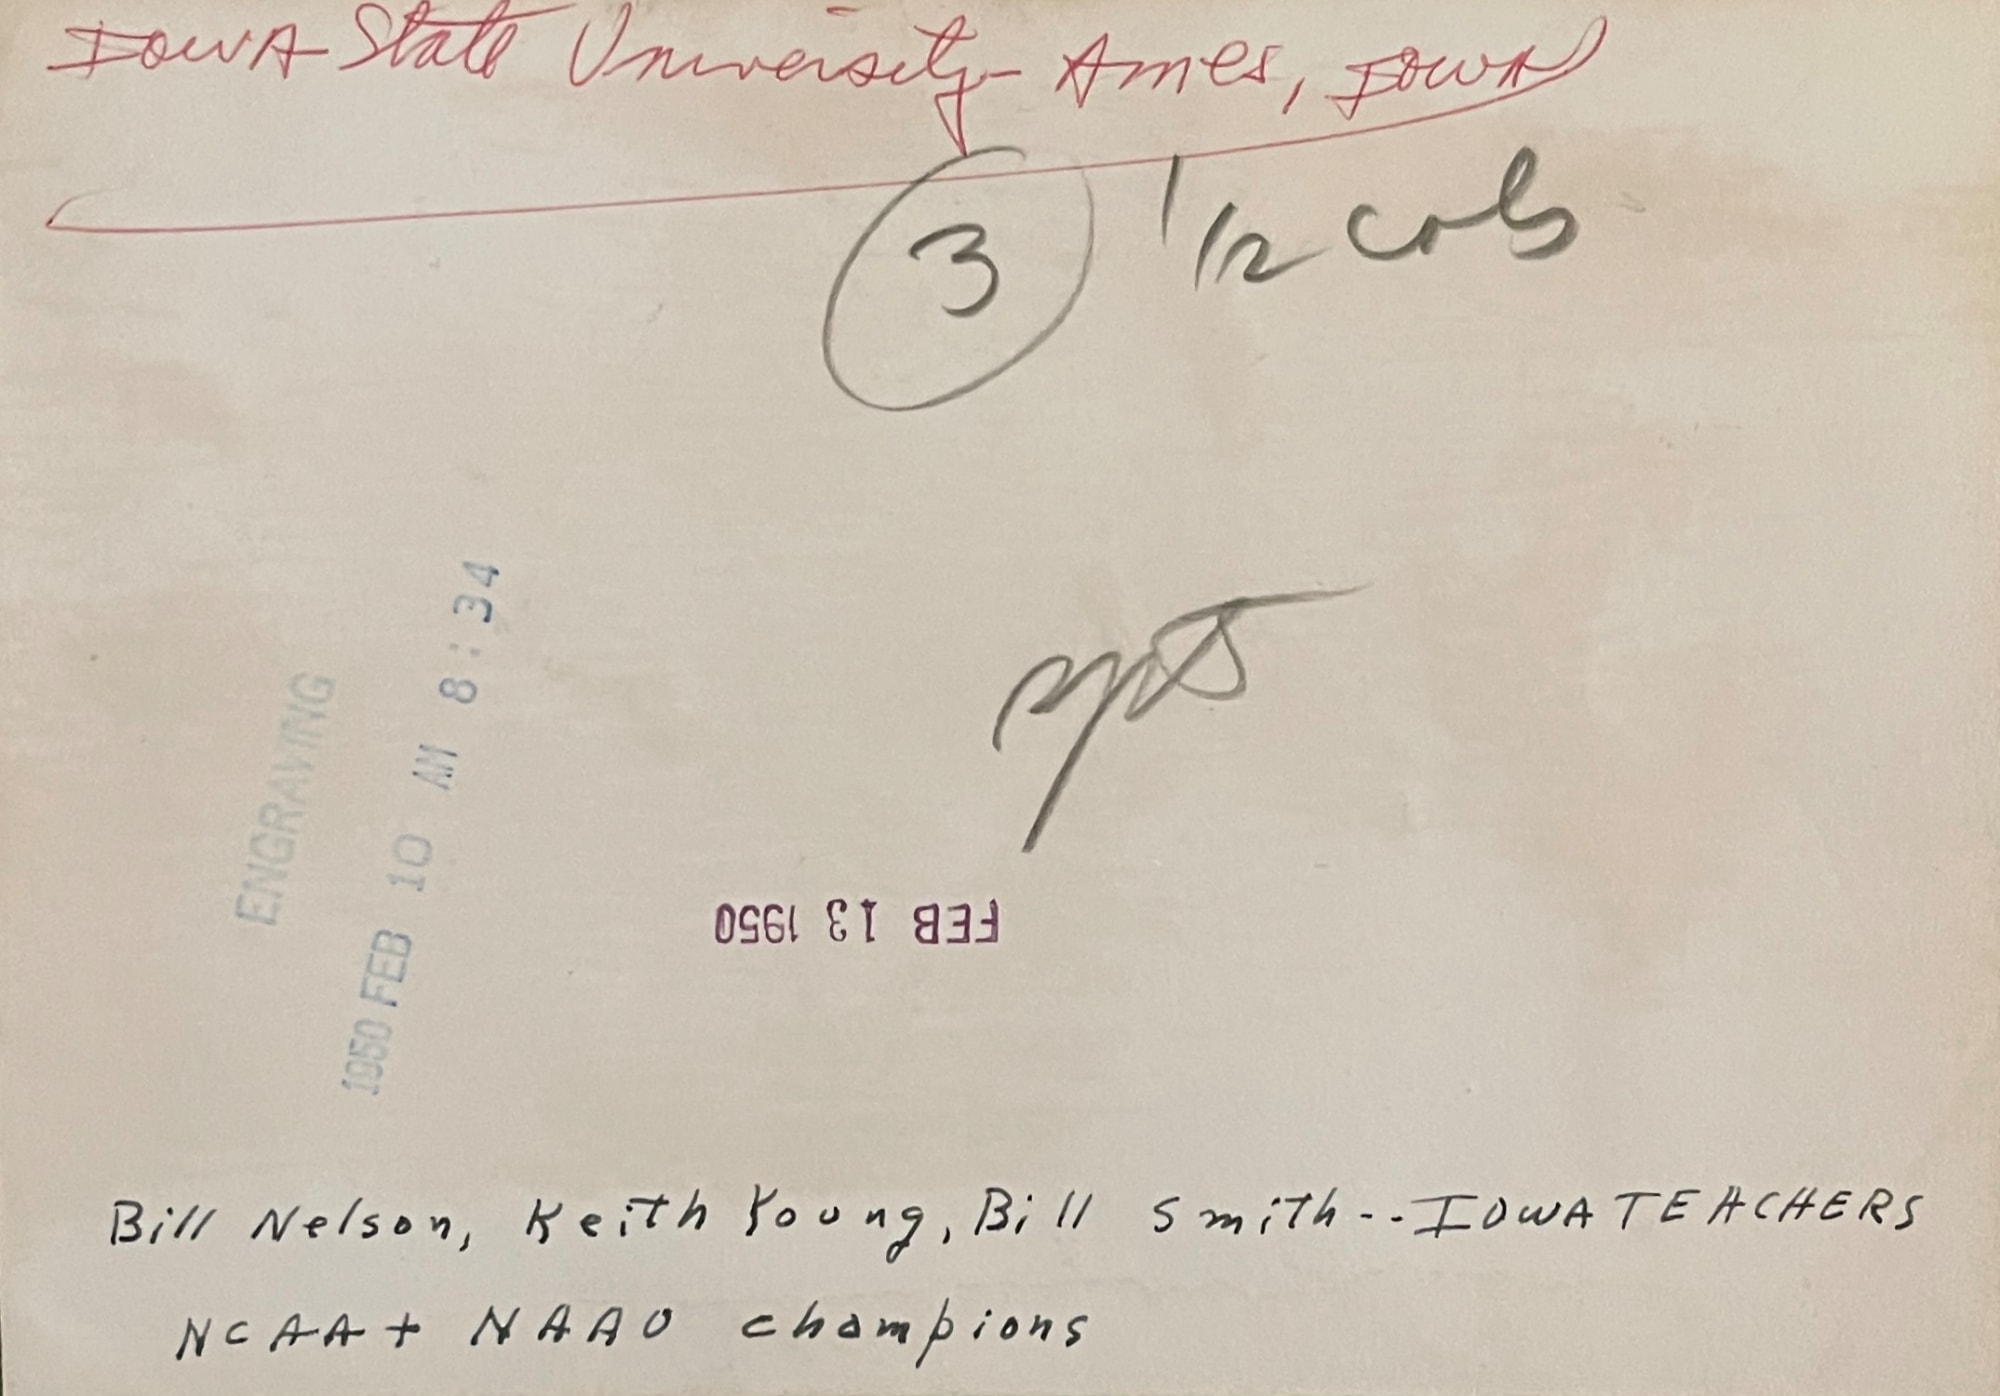 IOWA State University - Ames, IOWA
3 1/2 cols
ENGRAVING
1950 FEB 10 AM 8:34
FEB 13 1950
Bill Nelson, Keith Young, Bill Smith -- IOWA TEACHERS
NCAA + NAAU champions